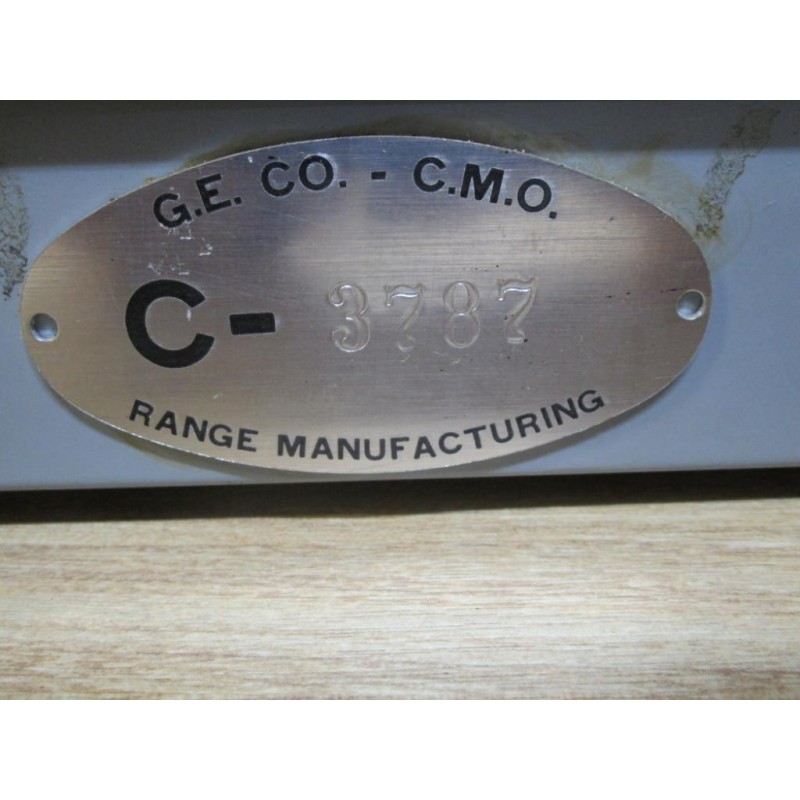 G.E. CO. - C.M.O.
C- 3787
RANGE MANUFACTURING